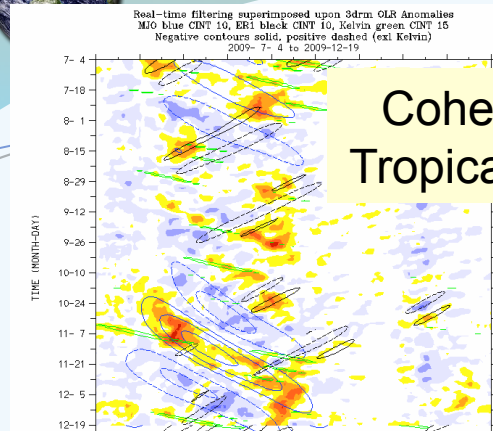 Real-time filtering superimposed upon 3drm OLR Anomalies
MJO blue CINT 10, ER1 black CINT 10, Kelvin green CINT 15
Negative contours solid, positive dashed (exl Kelvin)
2009- 7- 4 to 2009-12-19
Cohe
Tropica
TIME (MONTH-DAY)
7- 4
7-18
8- 1
8-15
8-29
9-12
9-26
10-10
10-24
11- 7
11-21
12- 5
12-19